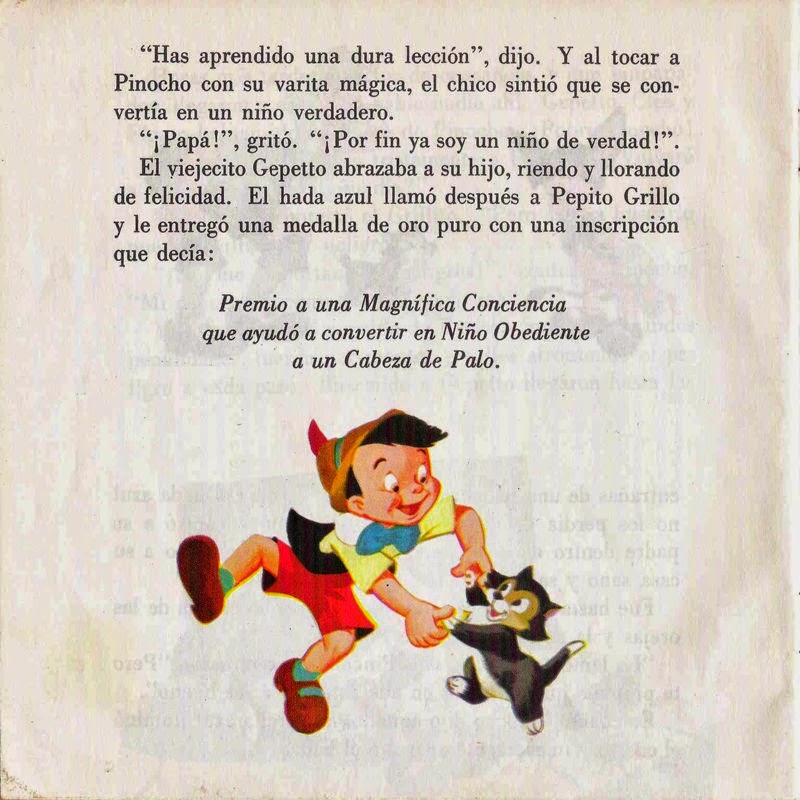 “Has aprendido una dura lección”, dijo. Y al tocar a
Pinocho con su varita mágica, el chico sintió que se con-
vertía en un niño verdadero.
“¡Papá!”, gritó. “¡Por fin ya soy un niño de verdad!”.
El viejecito Gepetto abrazaba a su hijo, riendo y llorando
de felicidad. El hada azul llamó después a Pepito Grillo
y le entregó una medalla de oro puro con una inscripción
que decía:
Premio a una Magnífica Conciencia
que ayudó a convertir en Niño Obediente
a un Cabeza de Palo.